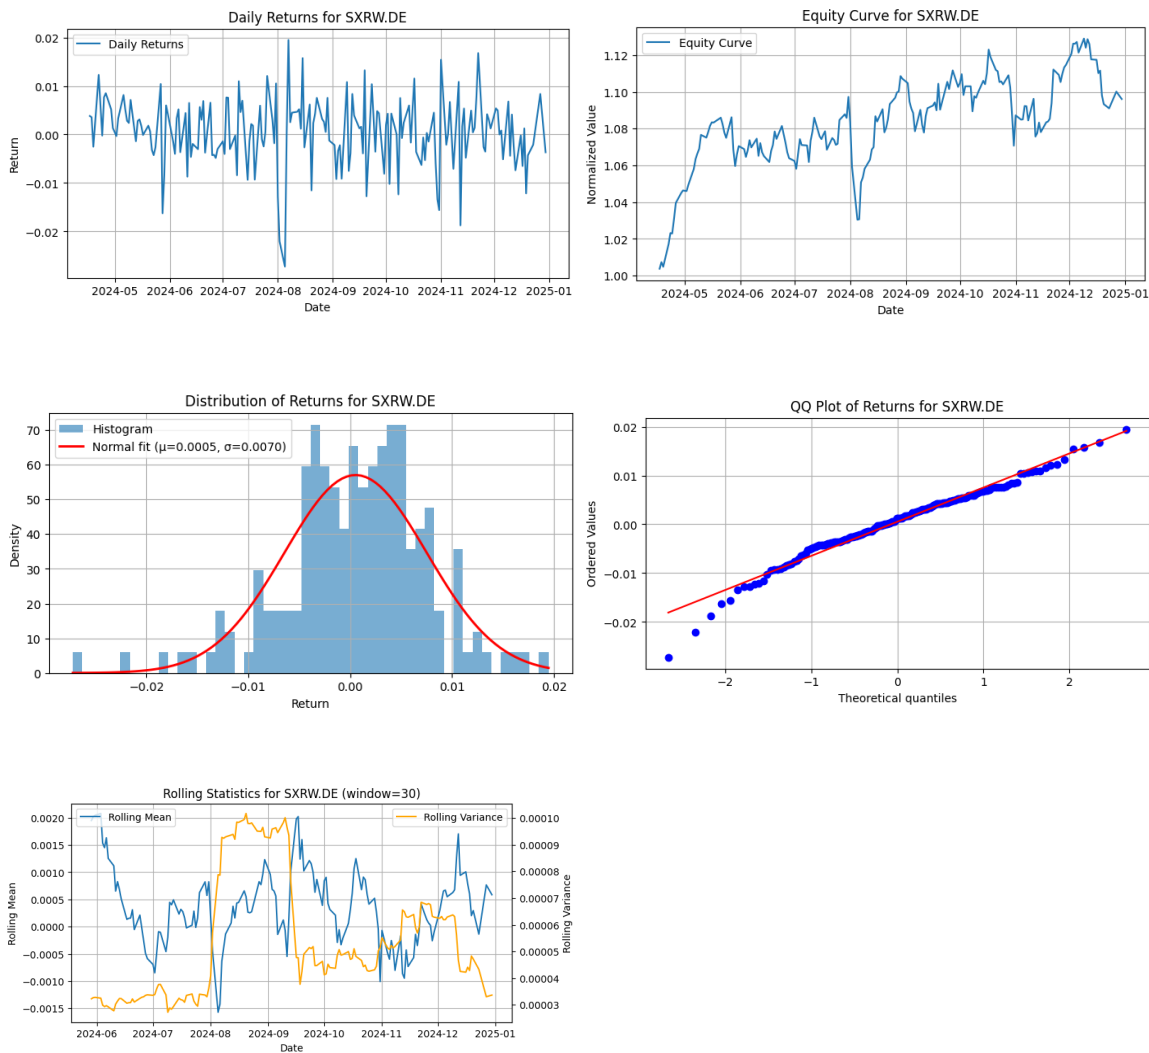 Daily Returns for SXRW.DE
Daily Returns
0.02
0.01
0.00
−0.01
−0.02
Return
2024-05 2024-06 2024-07 2024-08 2024-09 2024-10 2024-11 2024-12 2025-01
Date
Equity Curve for SXRW.DE
Equity Curve
1.12
1.10
1.08
1.06
1.04
1.02
1.00
Normalized Value
2024-05 2024-06 2024-07 2024-08 2024-09 2024-10 2024-11 2024-12 2025-01
Date
Distribution of Returns for SXRW.DE
Histogram
Normal fit (μ=0.0005, σ=0.0070)
70
60
50
40
30
20
10
0
Density
−0.02 −0.01 0.00 0.01 0.02
Return
QQ Plot of Returns for SXRW.DE
0.02
0.01
0.00
−0.01
−0.02
Ordered Values
−2 −1 0 1 2
Theoretical quantiles
Rolling Statistics for SXRW.DE (window=30)
Rolling Mean
Rolling Variance
0.0020
0.0015
0.0010
0.0005
0.0000
−0.0005
−0.0010
−0.0015
Rolling Mean
0.00010
0.00009
0.00008
0.00007
0.00006
0.00005
0.00004
0.00003
Rolling Variance
2024-06 2024-07 2024-08 2024-09 2024-10 2024-11 2024-12 2025-01
Date